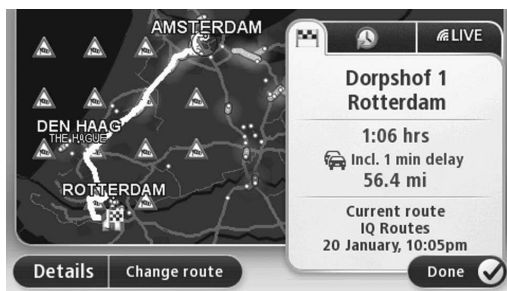 AMSTERDAM
DEN HAAG
THE HAGUE
ROTTERDAM
LIVE
Dorpshof 1
Rotterdam
1:06 hrs
Incl. 1 min delay
56.4 mi
Current route
IQ Routes
20 January, 10:05pm
Details
Change route
Done